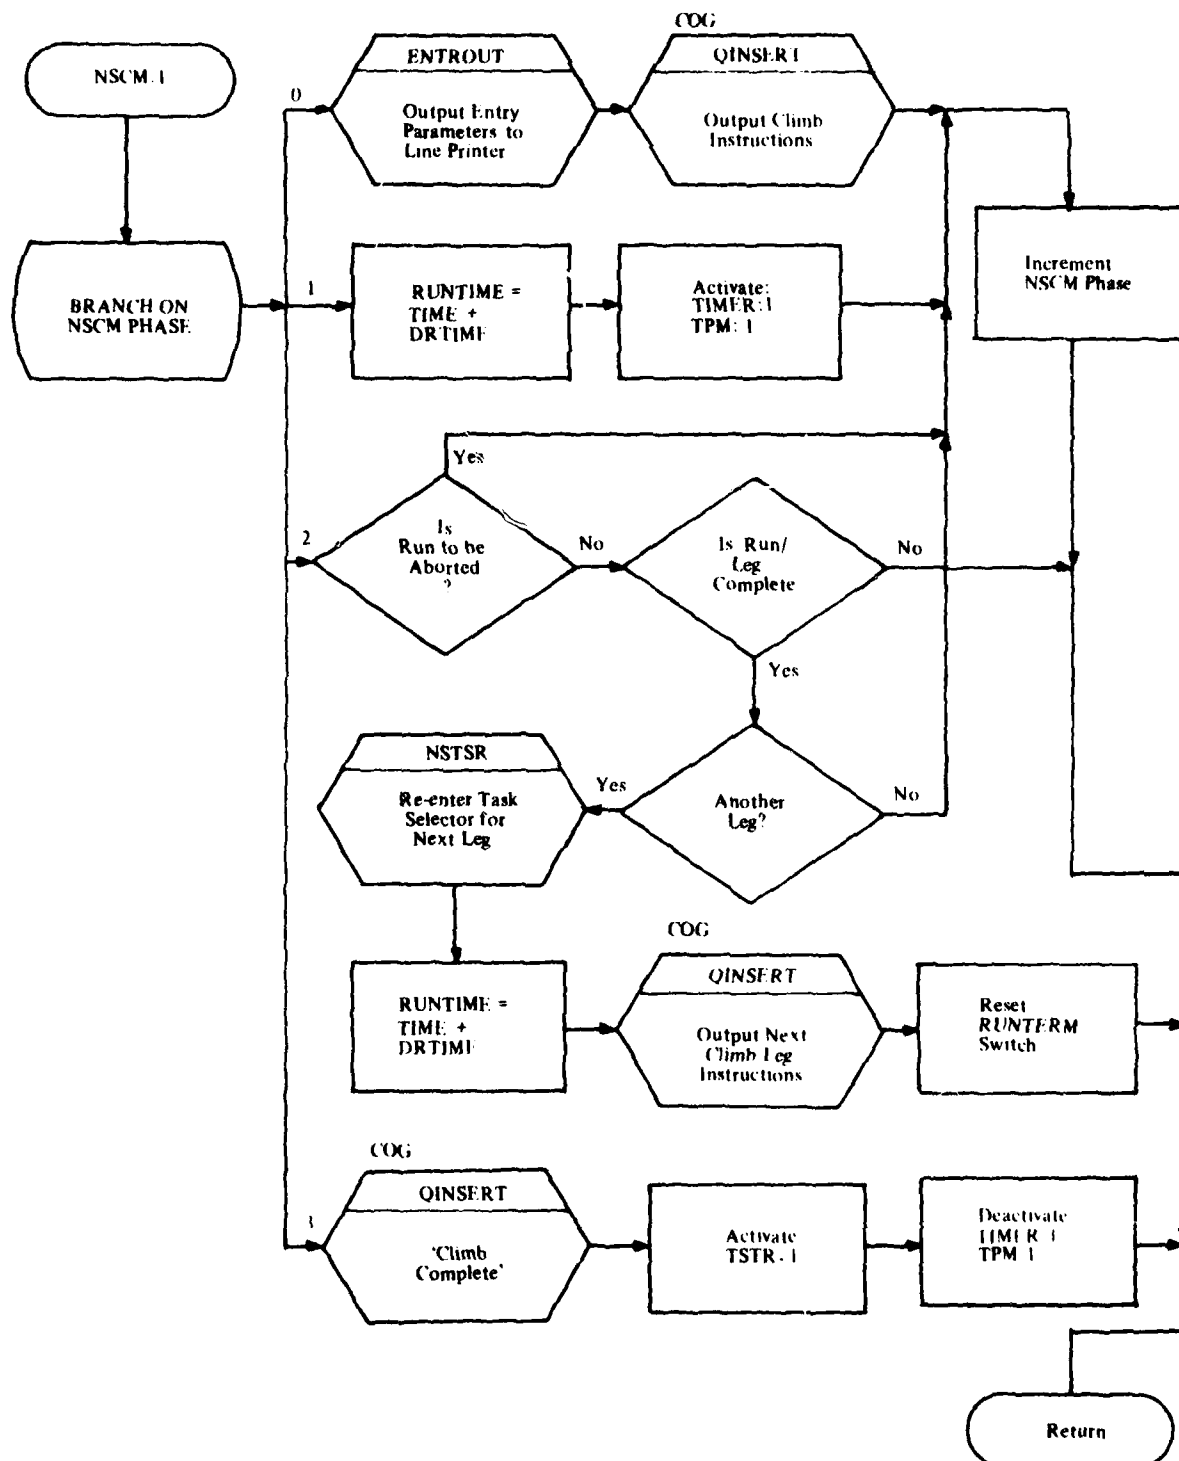 NSCM.1
BRANCH ON
NSCM PHASE
0
ENTROUT
Output Entry
Parameters to
Line Printer
COG
QINSERT
Output Climb
Instructions
Increment
NSCM Phase
1
RUNTIME =
TIME +
DRTIME
Activate:
TIMER:1
TPM: 1
2
Is
Run to be
Aborted
?
Yes
No
Is Run/
Leg
Complete
No
Yes
Another
Leg?
No
Yes
NSTSR
Re-enter Task
Selector for
Next Leg
RUNTIME =
TIME +
DRTIME
COG
QINSERT
Output Next
Climb Leg
Instructions
Reset
RUNTERM
Switch
3
COG
QINSERT
'Climb
Complete'
Activate
TSTR.1
Deactivate
TIMER 1
TPM 1
Return